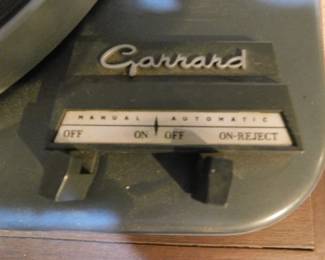 Garrard
MANUAL AUTOMATIC
OFF ON OFF ON-REJECT